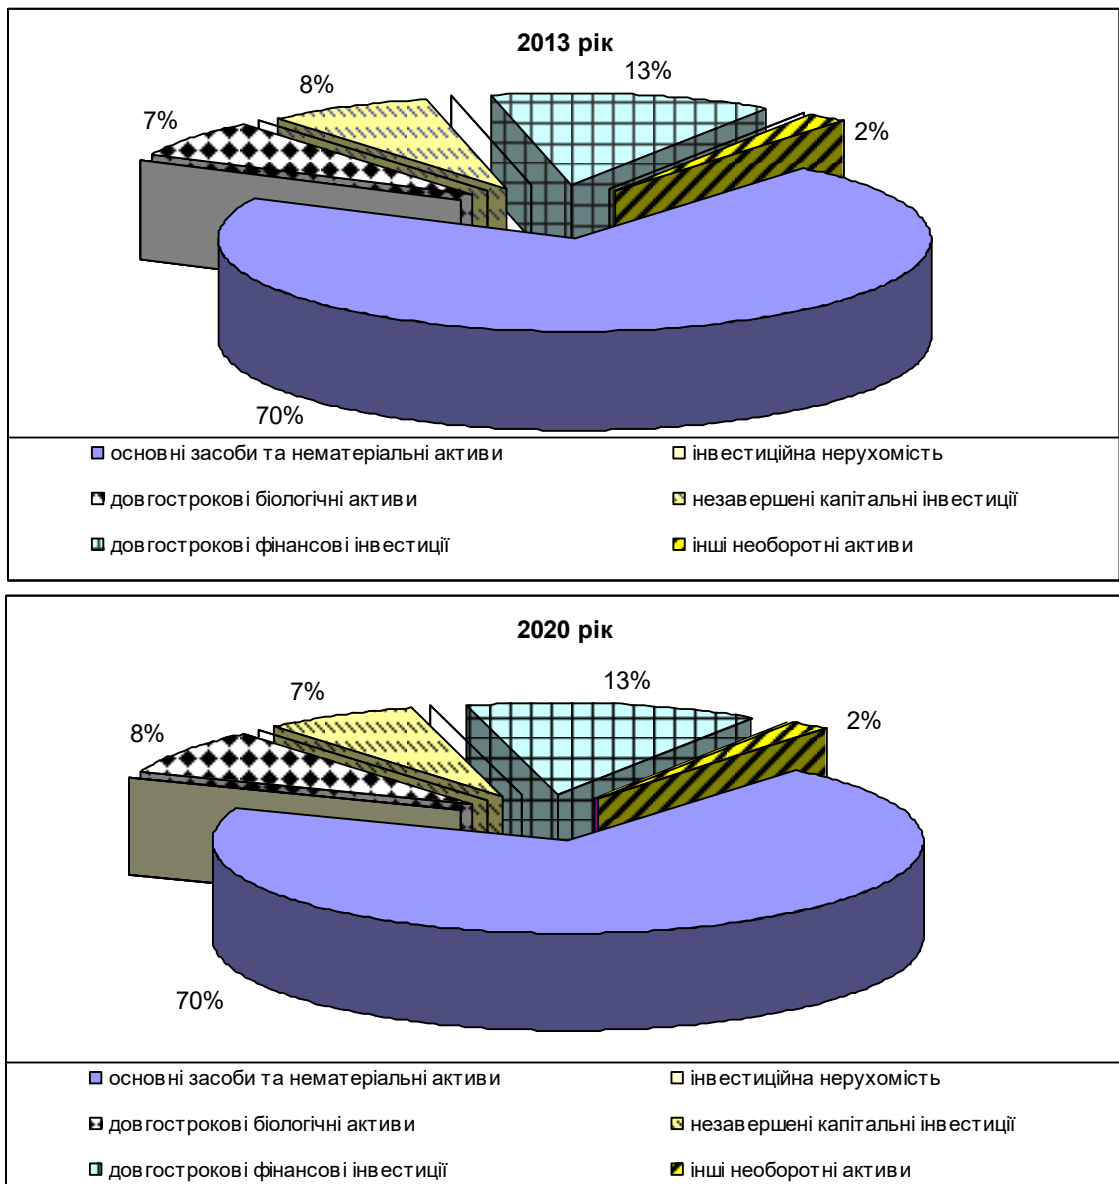 2013 рік
13%
8%
7%
2%
70%
основні засоби та нематеріальні активи
інвестиційна нерухомість
довгострокові біологічні активи
незавершені капітальні інвестиції
довгострокові фінансові інвестиції
інші необоротні активи
2020 рік
13%
7%
8%
2%
70%
основні засоби та нематеріальні активи
інвестиційна нерухомість
довгострокові біологічні активи
незавершені капітальні інвестиції
довгострокові фінансові інвестиції
інші необоротні активи